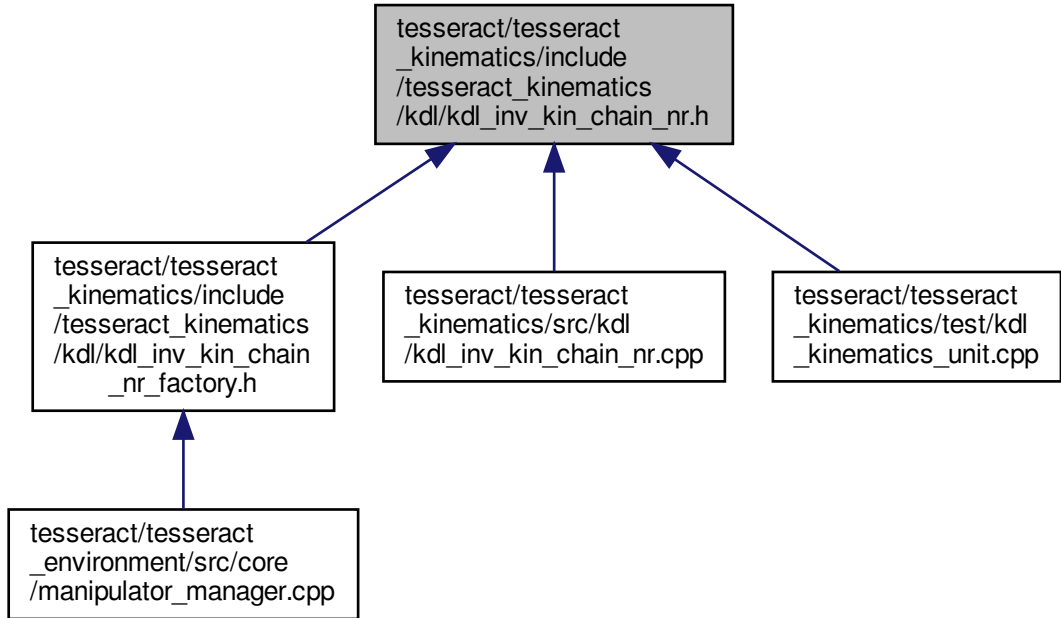 tesseract/tesseract
_kinematics/include
/tesseract_kinematics
/kdl/kdl_inv_kin_chain_nr.h
tesseract/tesseract
_kinematics/include
/tesseract_kinematics
/kdl/kdl_inv_kin_chain
_nr_factory.h
tesseract/tesseract
_kinematics/src/kdl
/kdl_inv_kin_chain_nr.cpp
tesseract/tesseract
_kinematics/test/kdl
_kinematics_unit.cpp
tesseract/tesseract
_environment/src/core
/manipulator_manager.cpp